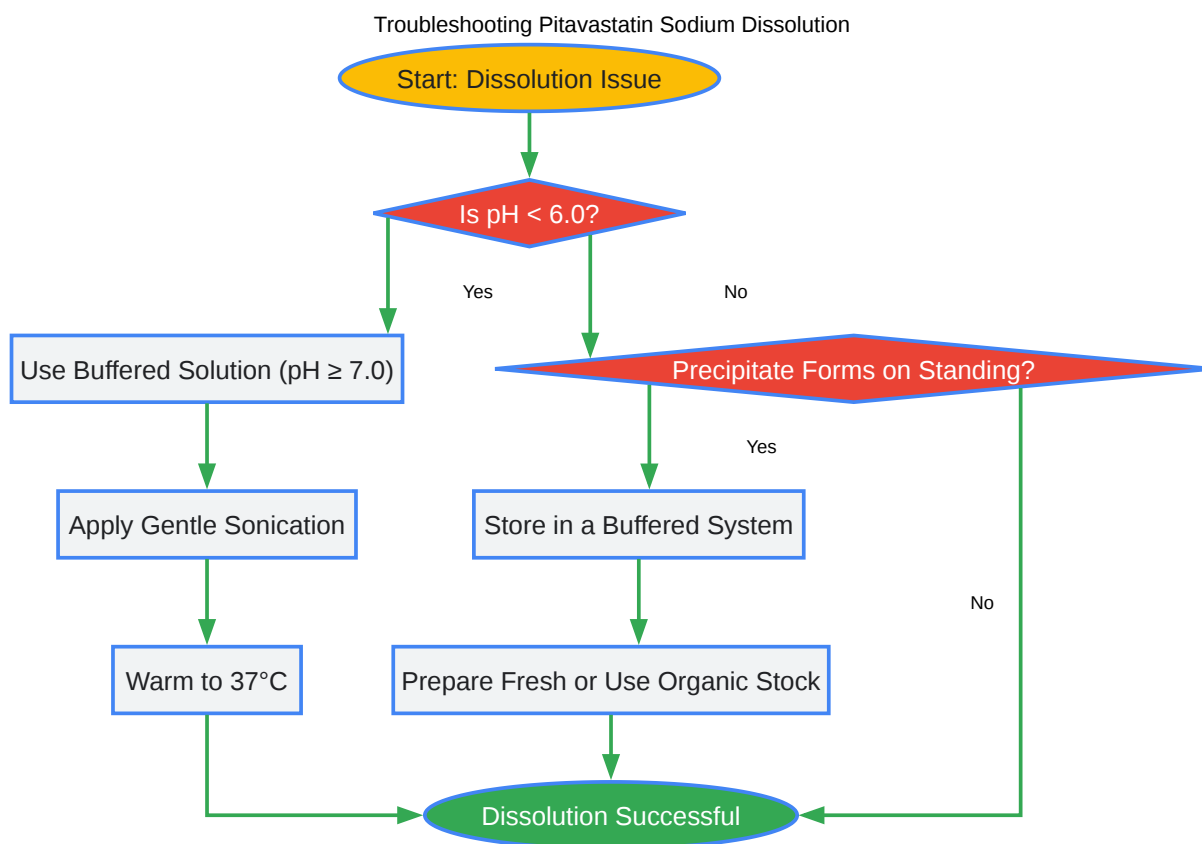 Troubleshooting Pitavastatin Sodium Dissolution
Start: Dissolution Issue
Is pH < 6.0?
Yes
No
Use Buffered Solution (pH ≥ 7.0)
Precipitate Forms on Standing?
Yes
Apply Gentle Sonication
Store in a Buffered System
No
Warm to 37°C
Prepare Fresh or Use Organic Stock
Dissolution Successful